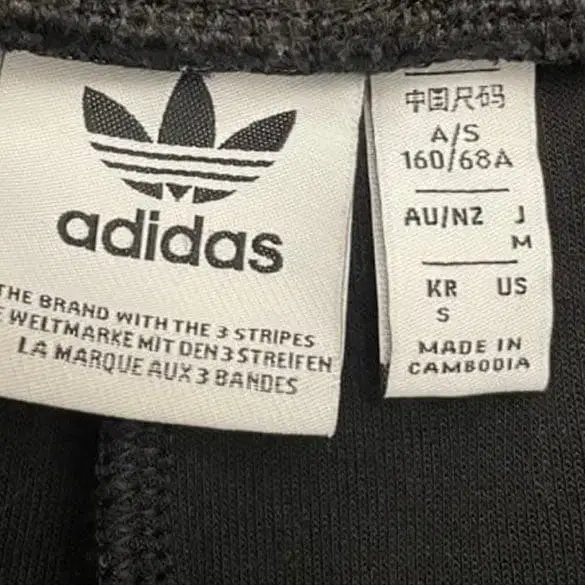 adidas
THE BRAND WITH THE 3 STRIPES
E WELTMARKE MIT DEN 3 STREIFEN
LA MARQUE AUX 3 BANDES
中国尺码
A/S
160/68A
AU/NZ J
M
KR US
S
MADE IN
CAMBODIA